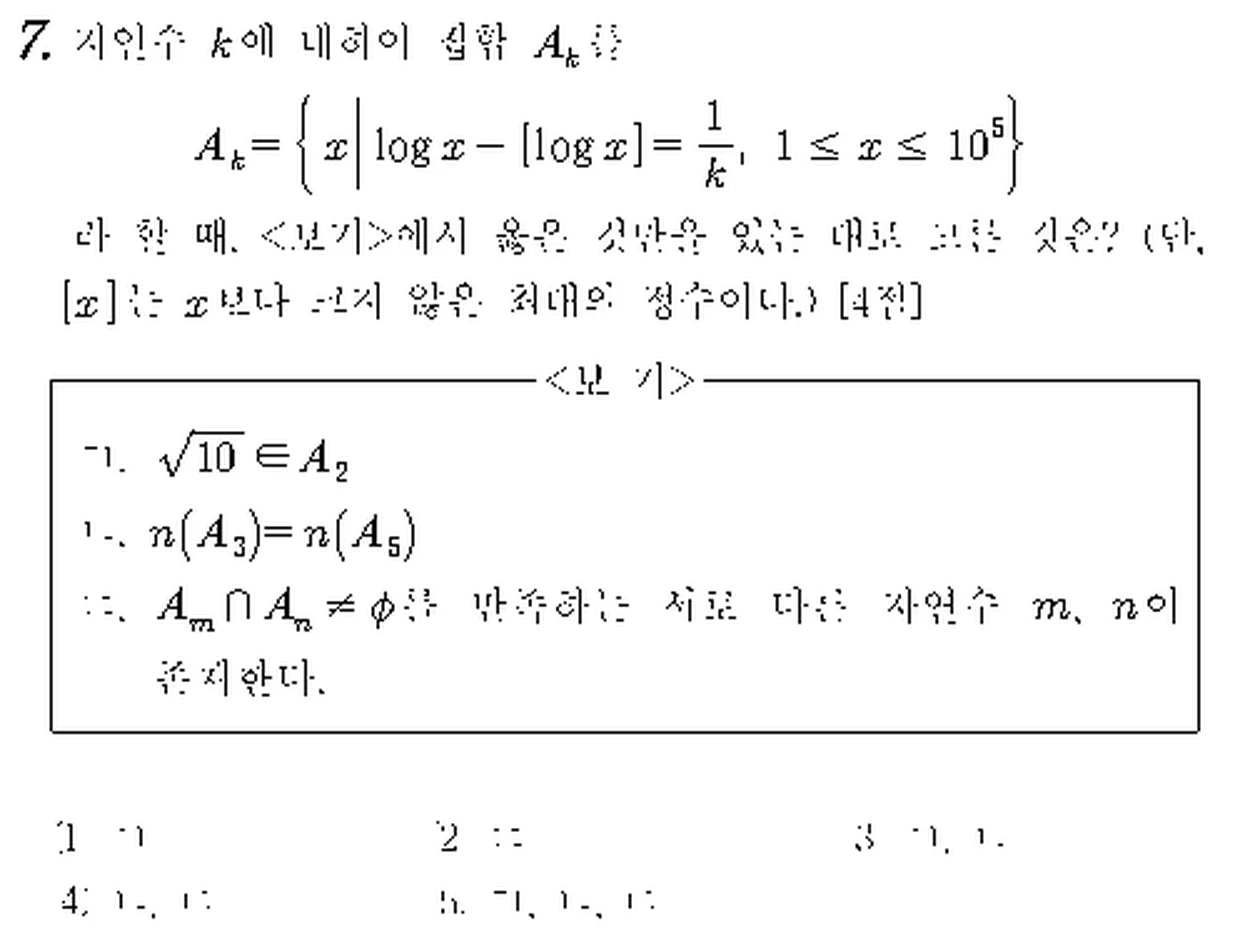 7. 자연수 k에 대하여 집합 A_k를
A_k = { x | log x − [log x] = 1/k, 1 ≤ x ≤ 10^5 }
라 할 때, <보기>에서 옳은 것만을 있는 대로 고른 것은? (단,
[x]는 x보다 크지 않은 최대의 정수이다.) [4점]
<보 기>
ㄱ. √10 ∈ A_2
ㄴ. n(A_3) = n(A_5)
ㄷ. A_m ∩ A_n ≠ ϕ를 만족하는 서로 다른 자연수 m, n이
존재한다.
① ㄱ ② ㄷ ③ ㄱ, ㄴ
④ ㄴ, ㄷ ⑤ ㄱ, ㄴ, ㄷ